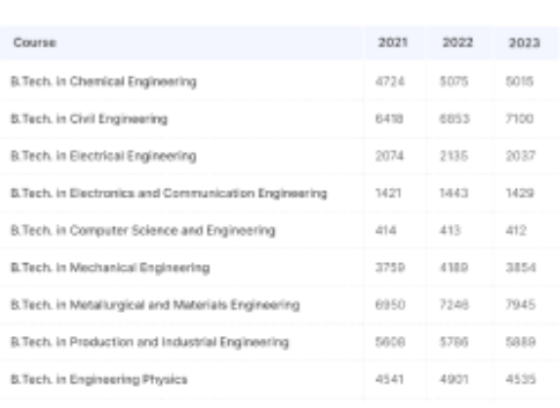 Course 2021 2022 2023
B.Tech. in Chemical Engineering 4724 5075 5015
B.Tech. in Civil Engineering 6418 6853 7100
B.Tech. in Electrical Engineering 2074 2135 2037
B.Tech. in Electronics and Communication Engineering 1421 1443 1429
B.Tech. in Computer Science and Engineering 414 413 412
B.Tech. in Mechanical Engineering 3759 4189 3854
B.Tech. in Metallurgical and Materials Engineering 6950 7246 7945
B.Tech. in Production and Industrial Engineering 5608 5786 5889
B.Tech. in Engineering Physics 4541 4901 4535